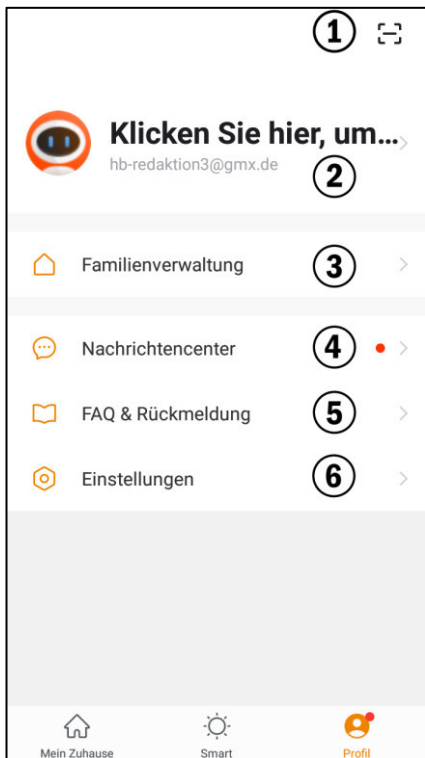 1
Klicken Sie hier, um...
hb-redaktion3@gmx.de
2
Familienverwaltung 3
Nachrichtencenter 4
FAQ & Rückmeldung 5
Einstellungen 6
Mein Zuhause Smart Profil